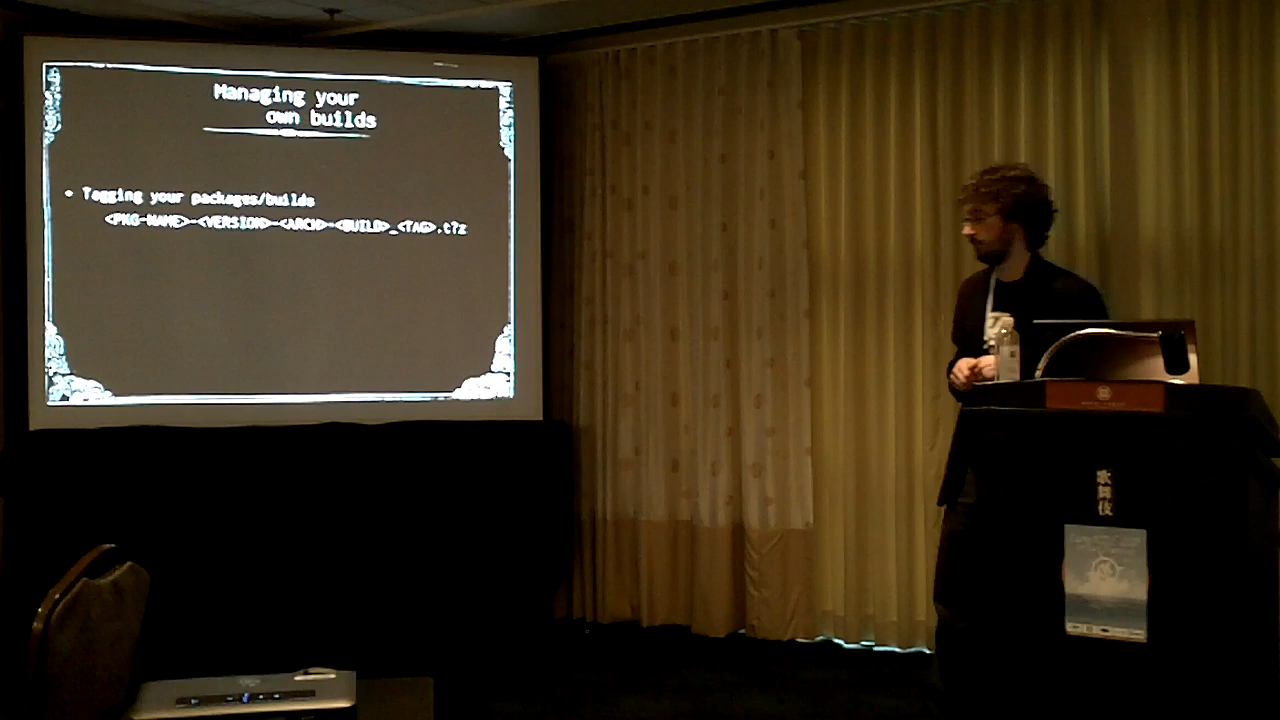 Managing your
own builds
* Tagging your packages/builds
<PKG-NAME>-<VERSION>-<ARCH>-<BUILD>_<TAG>.t?z
歌舞伎